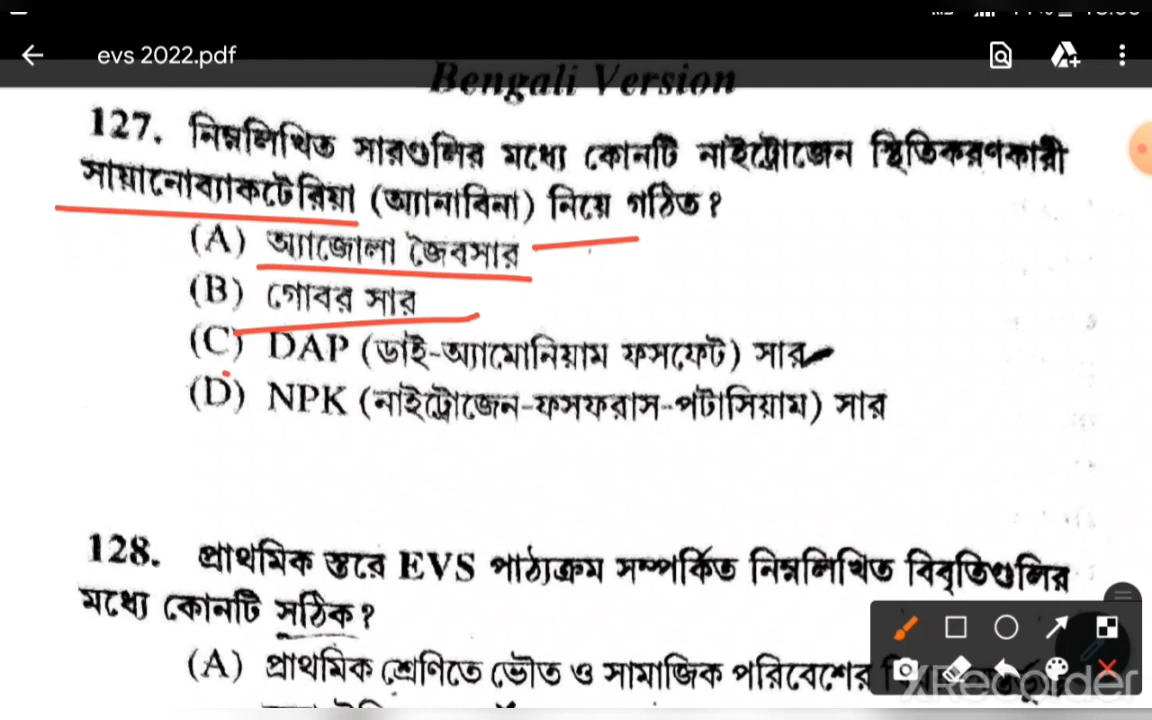 evs 2022.pdf
Bengali Version
127. নিম্নলিখিত সারগুলির মধ্যে কোনটি নাইট্রোজেন স্থিতিকরণকারী
সায়ানোব্যাকটেরিয়া (অ্যানাবিনা) নিয়ে গঠিত?
(A) অ্যাজোলা জৈবসার
(B) গোবর সার
(C) DAP (ডাই-অ্যামোনিয়াম ফসফেট) সার
(D) NPK (নাইট্রোজেন-ফসফরাস-পটাসিয়াম) সার
128. প্রাথমিক স্তরে EVS পাঠ্যক্রম সম্পর্কিত নিম্নলিখিত বিবৃতিগুলির
মধ্যে কোনটি সঠিক?
(A) প্রাথমিক শ্রেণিতে ভৌত ও সামাজিক পরিবেশের
XRecorder